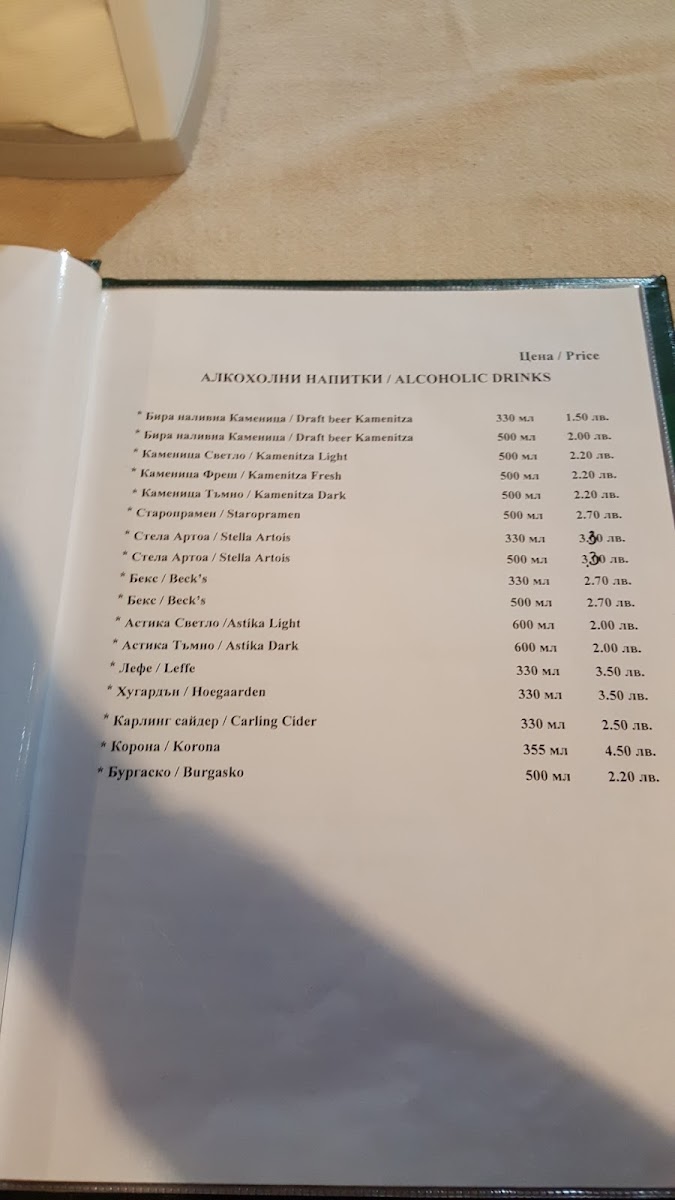 Цена / Price
АЛКОХОЛНИ НАПИТКИ / ALCOHOLIC DRINKS
* Бира наливна Каменица / Draft beer Kamenitza 330 мл 1.50 лв.
* Бира наливна Каменица / Draft beer Kamenitza 500 мл 2.00 лв.
* Каменица Светло / Kamenitza Light 500 мл 2.20 лв.
* Каменица Фреш / Kamenitza Fresh 500 мл 2.20 лв.
* Каменица Тъмно / Kamenitza Dark 500 мл 2.20 лв.
* Старопрамен / Staropramen 500 мл 2.70 лв.
* Стела Артоа / Stella Artois 330 мл 3.30 лв.
* Стела Артоа / Stella Artois 500 мл 3.30 лв.
* Бекс / Beck's 330 мл 2.70 лв.
* Бекс / Beck's 500 мл 2.70 лв.
* Астика Светло /Astika Light 600 мл 2.00 лв.
* Астика Тъмно / Astika Dark 600 мл 2.00 лв.
* Лефе / Leffe 330 мл 3.50 лв.
* Хугардън / Hoegaarden 330 мл 3.50 лв.
* Карлинг сайдер / Carling Cider 330 мл 2.50 лв.
* Корона / Korona 355 мл 4.50 лв.
* Бургаско / Burgasko 500 мл 2.20 лв.